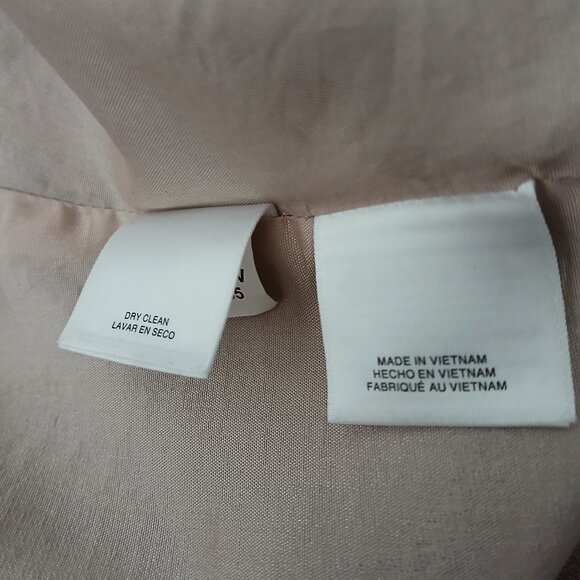 DRY CLEAN
LAVAR EN SECO
MADE IN VIETNAM
HECHO EN VIETNAM
FABRIQUÉ AU VIETNAM